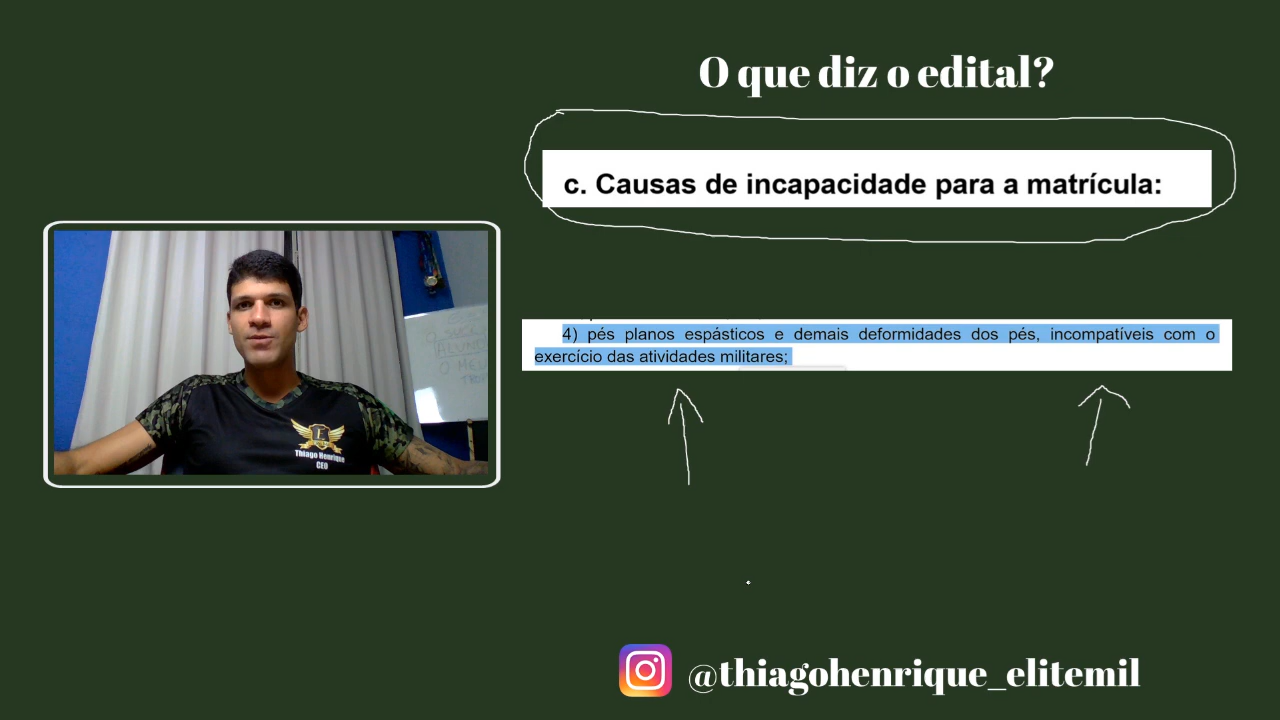 O que diz o edital?
c. Causas de incapacidade para a matrícula:
4) pés planos espásticos e demais deformidades dos pés, incompatíveis com o
exercício das atividades militares;
Thiago Henrique
CEO
@thiagohenrique_elitemil